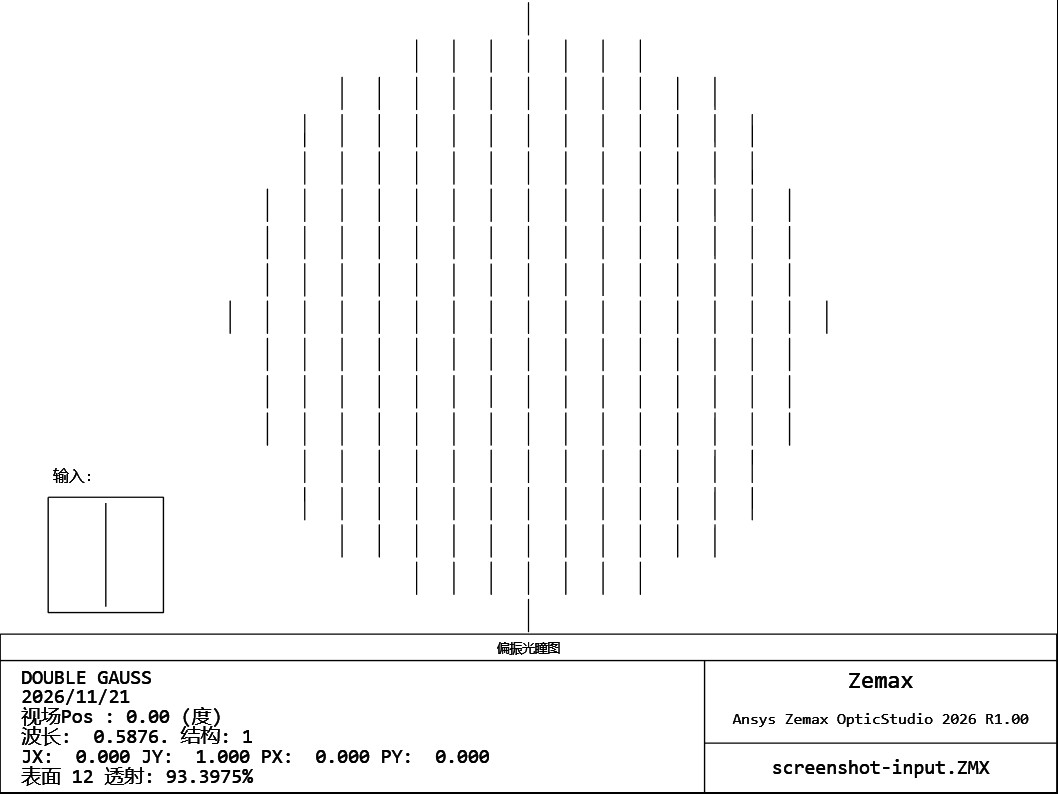 输入:
偏振光瞳图
DOUBLE GAUSS
2026/11/21
视场Pos : 0.00 (度)
波长:  0.5876. 结构: 1
JX:  0.000 JY:  1.000 PX:  0.000 PY:  0.000
表面 12 透射: 93.3975%
Zemax
Ansys Zemax OpticStudio 2026 R1.00
screenshot-input.ZMX